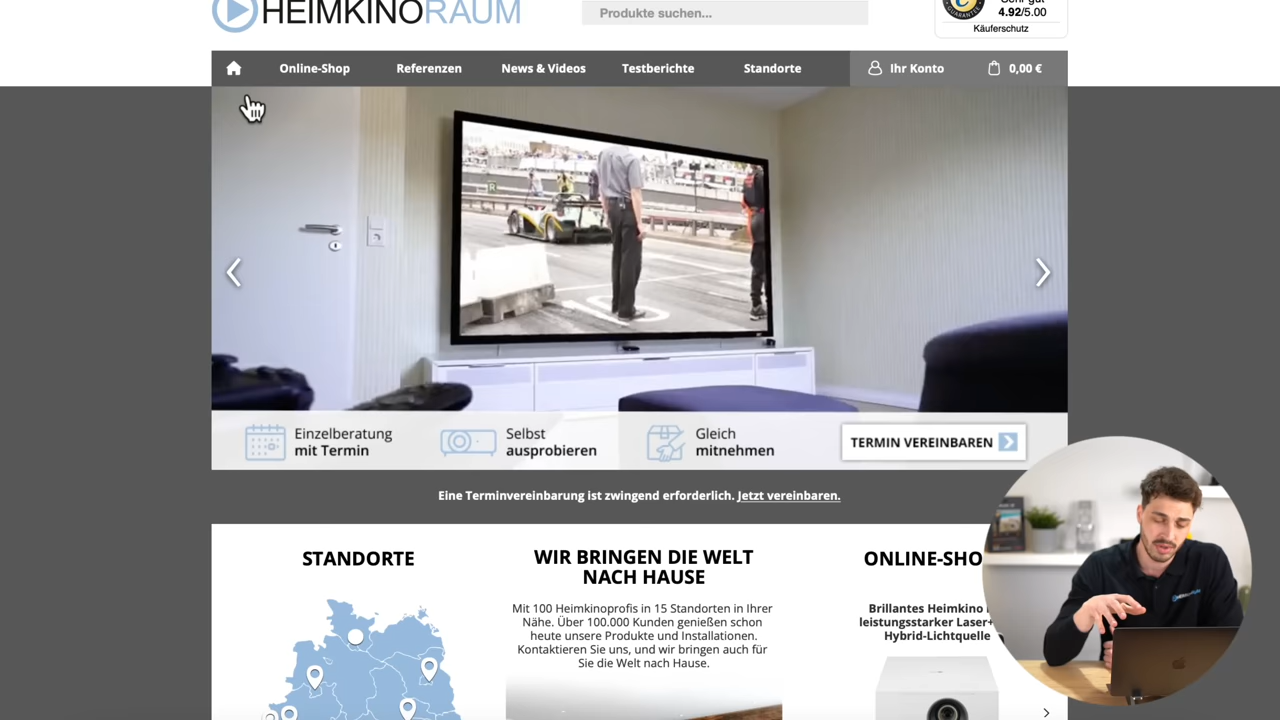 HEIMKINORAUM
Produkte suchen...
Sehr gut
4.92/5.00
Käuferschutz
Online-Shop Referenzen News & Videos Testberichte Standorte Ihr Konto 0,00 €
Einzelberatung
mit Termin
Selbst
ausprobieren
Gleich
mitnehmen
TERMIN VEREINBAREN
Eine Terminvereinbarung ist zwingend erforderlich. Jetzt vereinbaren.
STANDORTE
WIR BRINGEN DIE WELT
NACH HAUSE
Mit 100 Heimkinoprofis in 15 Standorten in Ihrer
Nähe. Über 100.000 Kunden genießen schon
heute unsere Produkte und Installationen.
Kontaktieren Sie uns, und wir bringen auch für
Sie die Welt nach Hause.
ONLINE-SHO
Brillantes Heimkino
leistungsstarker Laser+
Hybrid-Lichtquelle